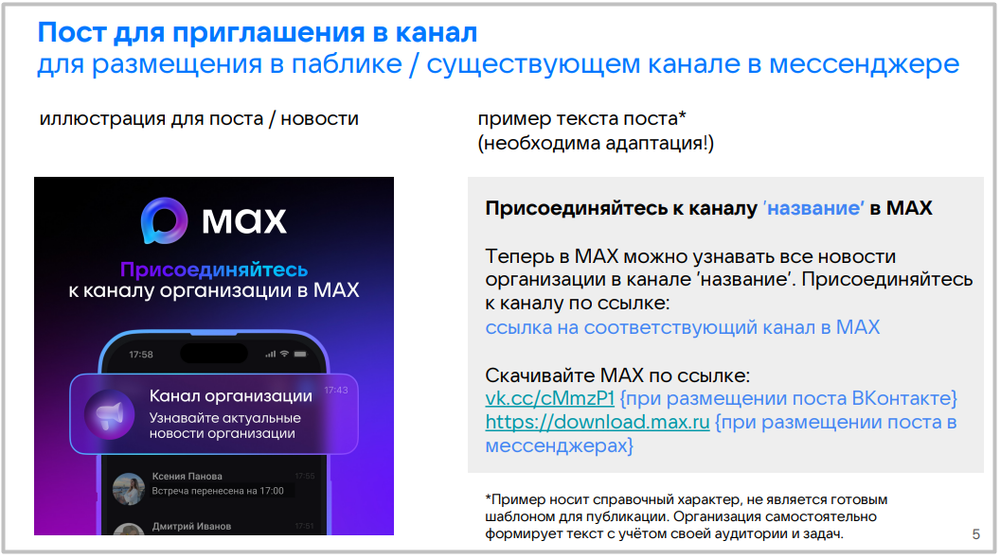 Пост для приглашения в канал
для размещения в паблике / существующем канале в мессенджере
иллюстрация для поста / новости
max
Присоединяйтесь
к каналу организации в MAX
17:58
Канал организации
17:43
Узнавайте актуальные
новости организации
Ксения Панова
17:55
Встреча перенесена на 17:00
Дмитрий Иванов
17:51
пример текста поста*
(необходима адаптация!)
Присоединяйтесь к каналу 'название' в MAX
Теперь в MAX можно узнавать все новости
организации в канале 'название'. Присоединяйтесь
к каналу по ссылке:
ссылка на соответствующий канал в MAX
Скачивайте MAX по ссылке:
vk.cc/cMmzP1 {при размещении поста ВКонтакте}
https://download.max.ru {при размещении поста в
мессенджерах}
*Пример носит справочный характер, не является готовым
шаблоном для публикации. Организация самостоятельно
формирует текст с учётом своей аудитории и задач.
5